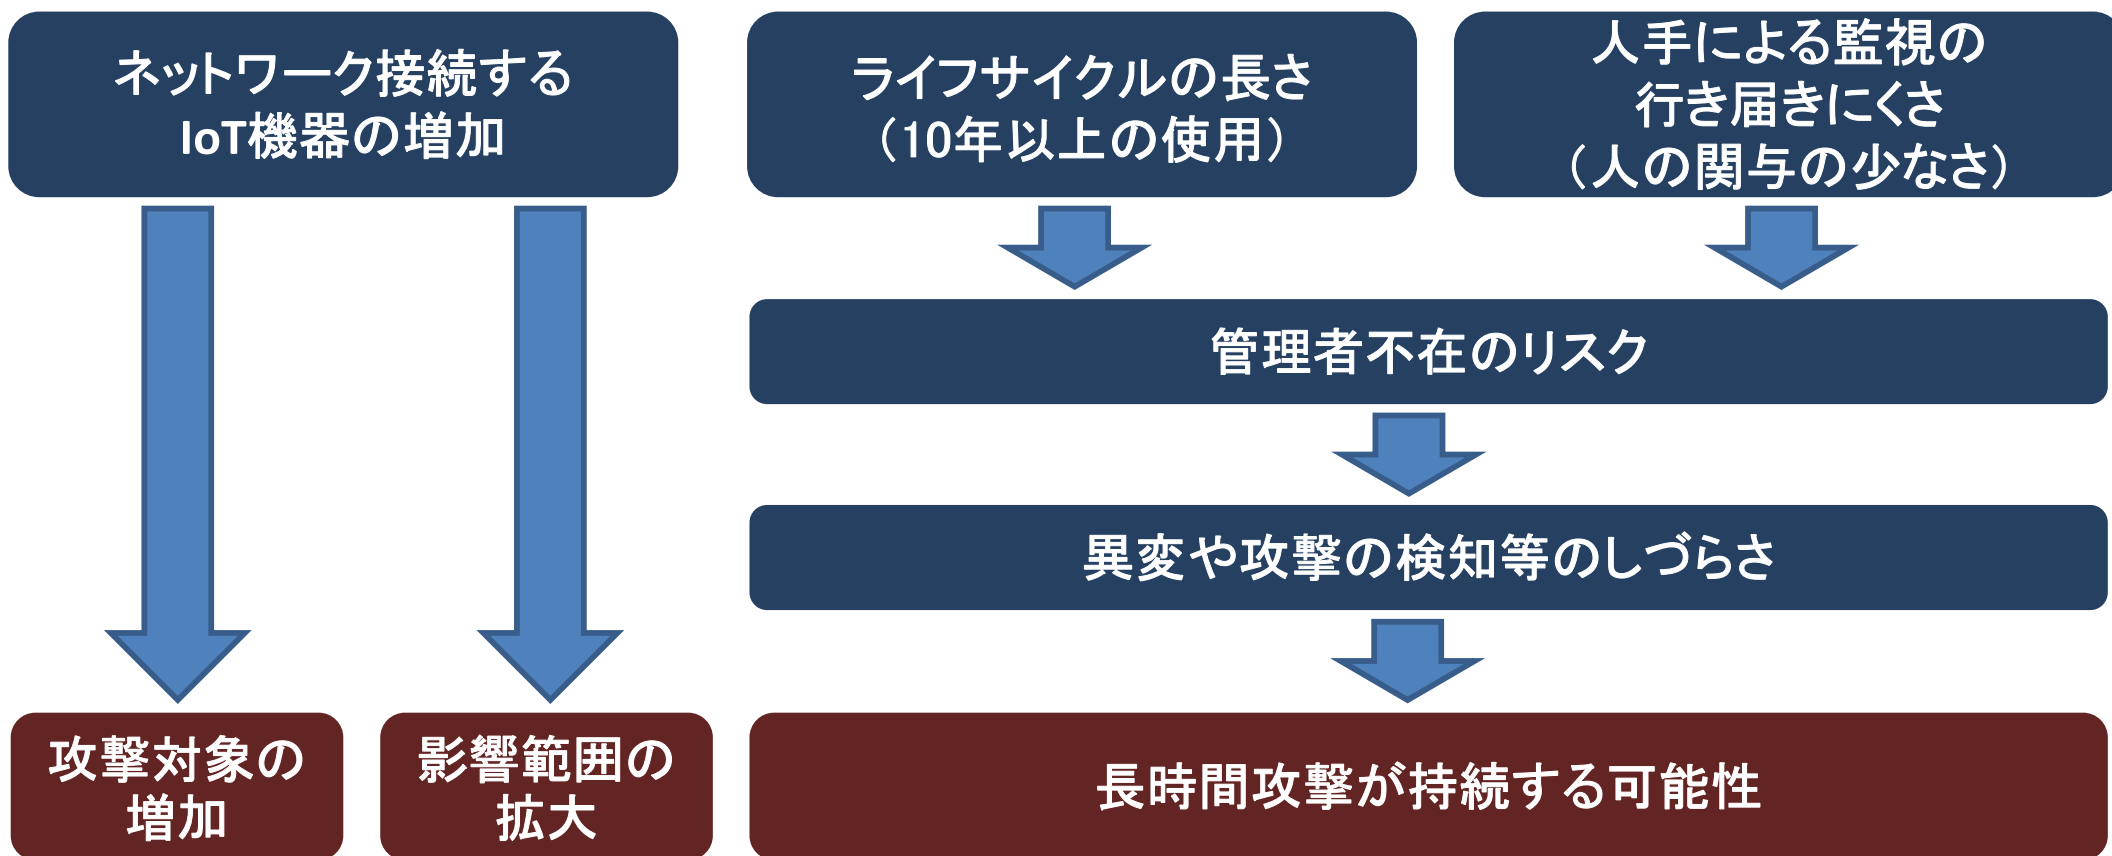 ネットワーク接続する
IoT機器の増加
ライフサイクルの長さ
（10年以上の使用）
人手による監視の
行き届きにくさ
（人の関与の少なさ）
管理者不在のリスク
異変や攻撃の検知等のしづらさ
攻撃対象の
増加
影響範囲の
拡大
長時間攻撃が持続する可能性